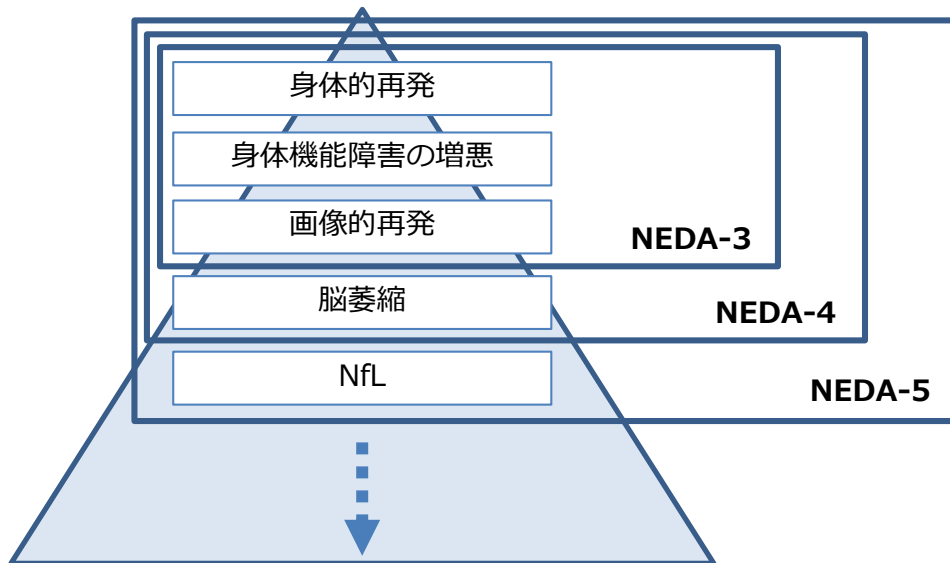 身体的再発
身体機能障害の増悪
画像的再発
NEDA-3
脳萎縮
NEDA-4
NfL
NEDA-5